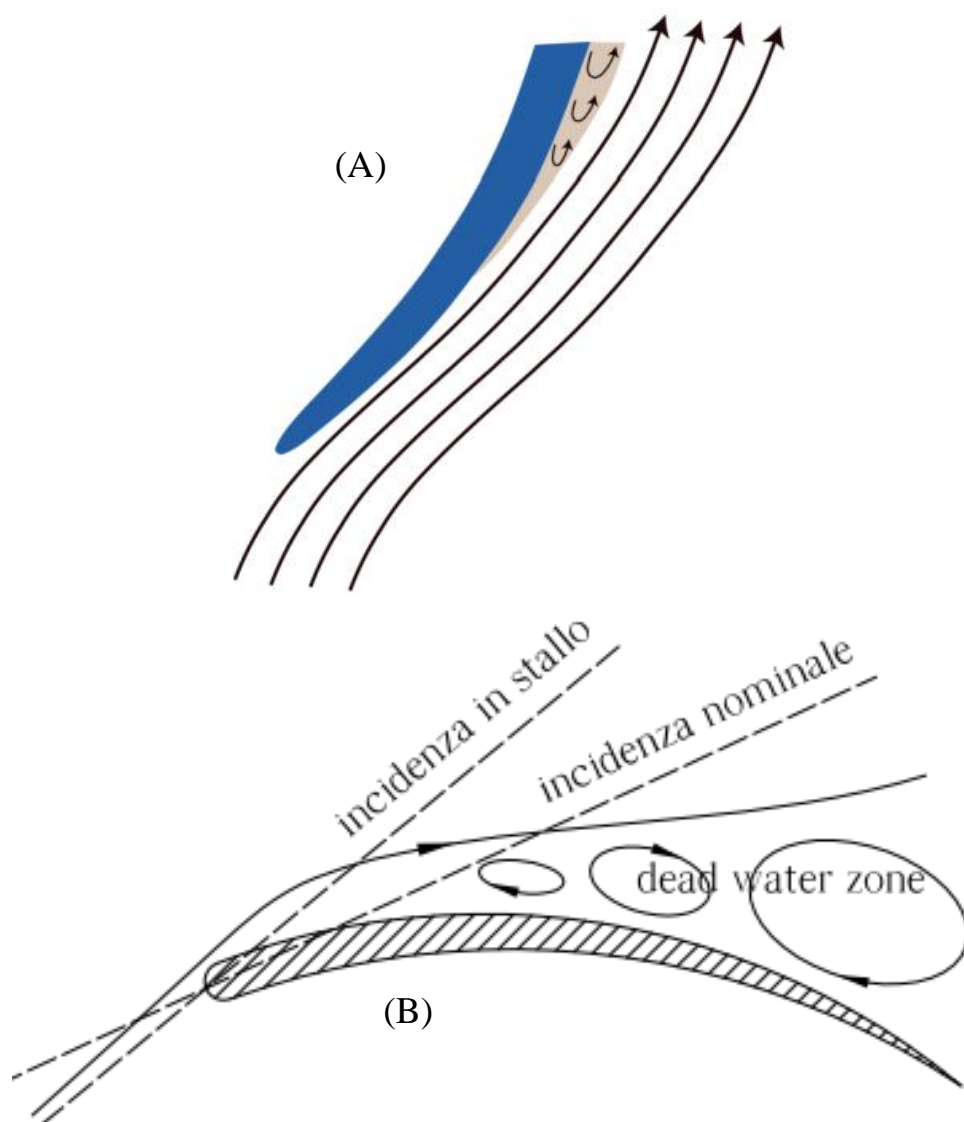 (A)
incidenza in stallo
incidenza nominale
dead water zone
(B)